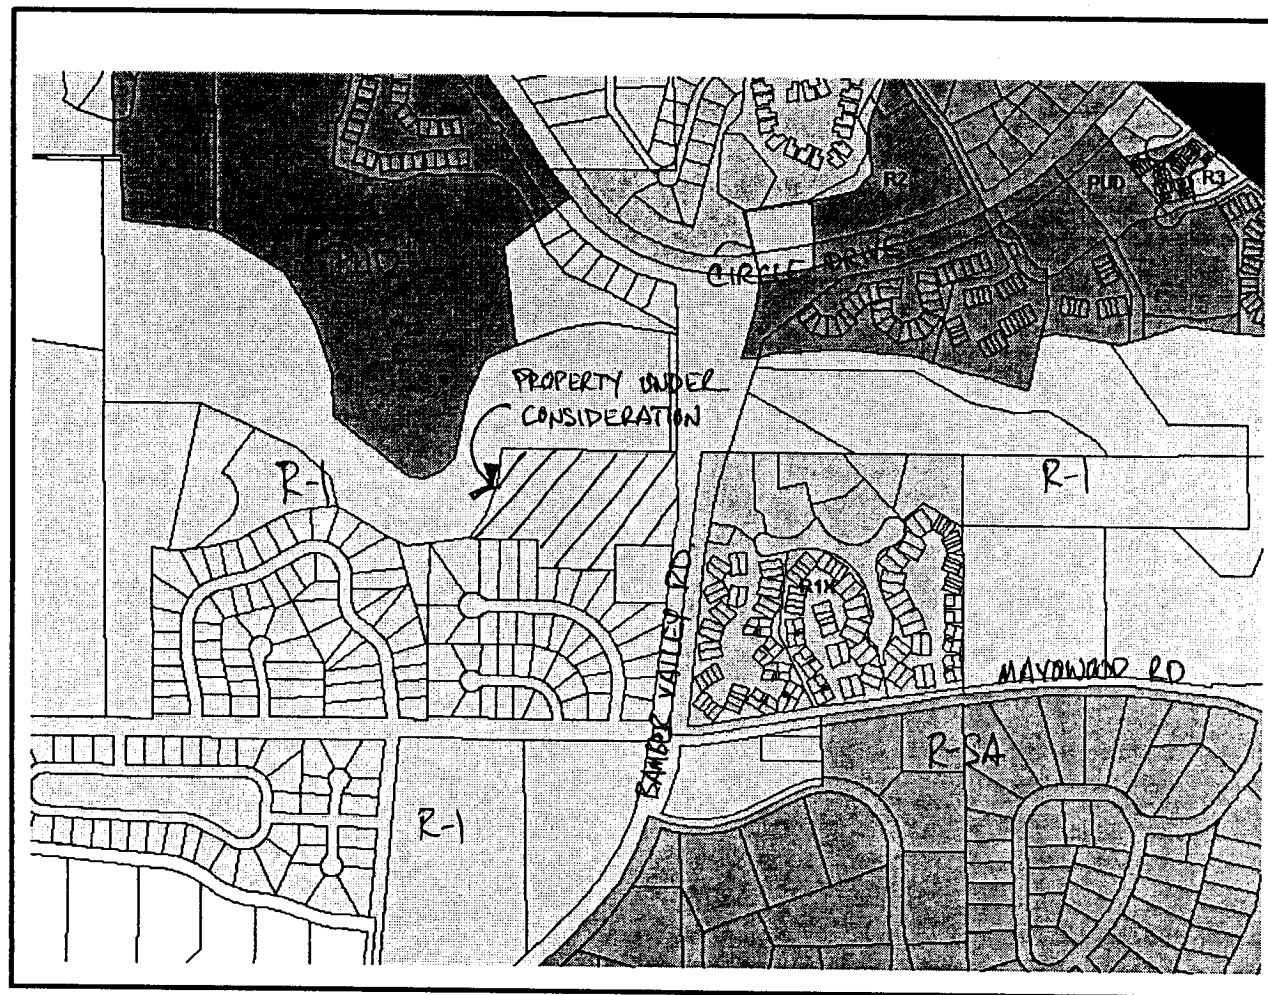 R2
PUD
R3
PUD
CIRCLE DRIVE
PROPERTY UNDER
CONSIDERATION
R-1
R-1
BAMBER VALLEY RD
R1X
MAYOWOOD RD
R-SA
R-1